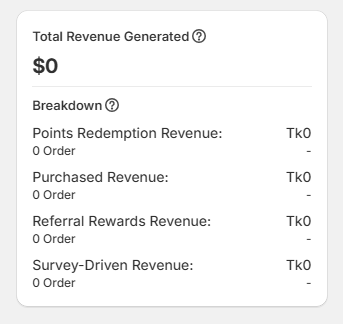 Total Revenue Generated
$0
Breakdown
Points Redemption Revenue: Tk0
0 Order -
Purchased Revenue: Tk0
0 Order -
Referral Rewards Revenue: Tk0
0 Order -
Survey-Driven Revenue: Tk0
0 Order -